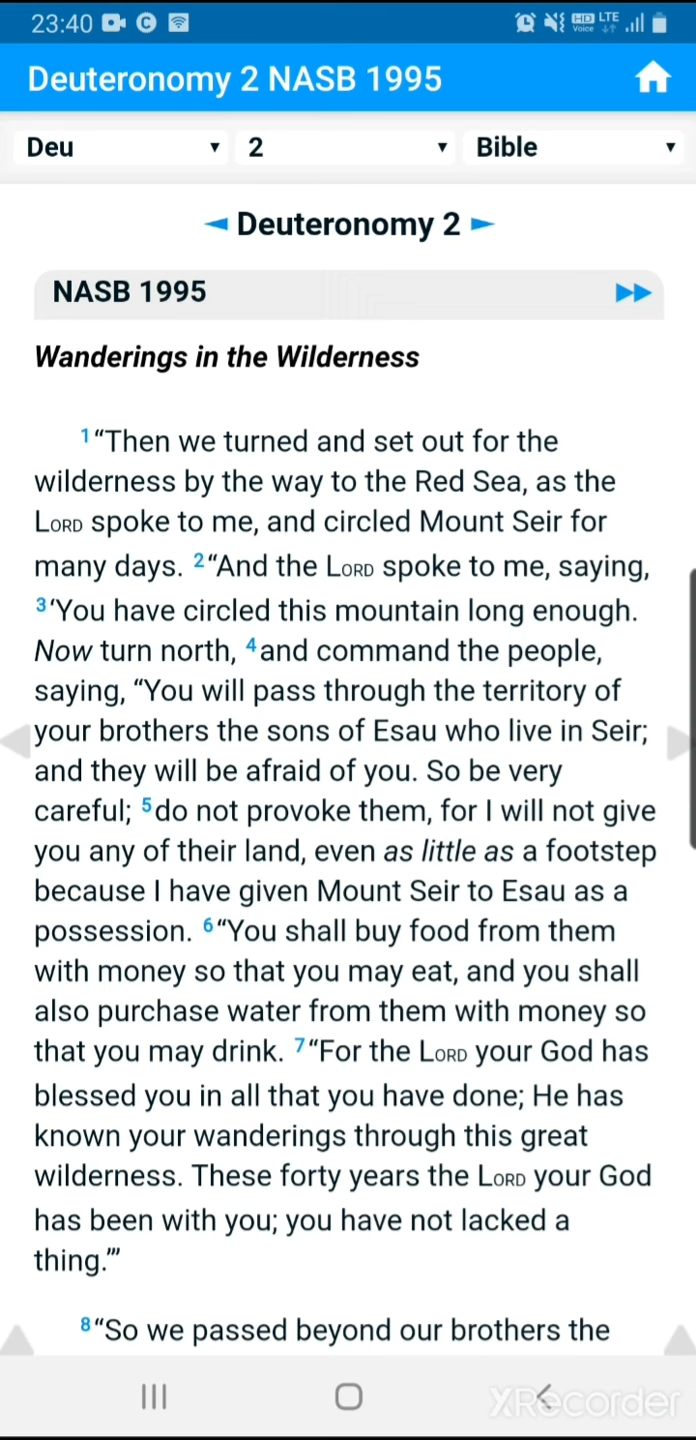 23:40 HD Voice LTE
Deuteronomy 2 NASB 1995
Deu 2 Bible
Deuteronomy 2
NASB 1995
Wanderings in the Wilderness
1 “Then we turned and set out for the
wilderness by the way to the Red Sea, as the
LORD spoke to me, and circled Mount Seir for
many days. 2 “And the LORD spoke to me, saying,
3 ‘You have circled this mountain long enough.
Now turn north, 4 and command the people,
saying, “You will pass through the territory of
your brothers the sons of Esau who live in Seir;
and they will be afraid of you. So be very
careful; 5 do not provoke them, for I will not give
you any of their land, even as little as a footstep
because I have given Mount Seir to Esau as a
possession. 6 “You shall buy food from them
with money so that you may eat, and you shall
also purchase water from them with money so
that you may drink. 7 “For the LORD your God has
blessed you in all that you have done; He has
known your wanderings through this great
wilderness. These forty years the LORD your God
has been with you; you have not lacked a
thing.”’
8 “So we passed beyond our brothers the
XRecorder